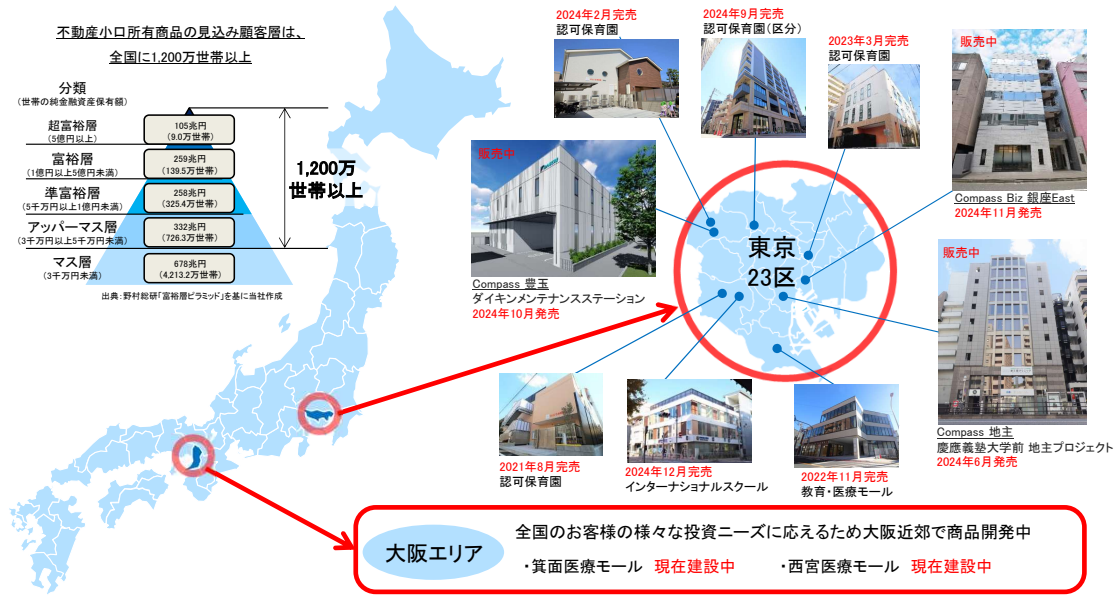 不動産小口所有商品の見込み顧客層は、
全国に1,200万世帯以上
分類
(世帯の純金融資産保有額)
超富裕層
(5億円以上)
105兆円
(9.0万世帯)
富裕層
(1億円以上5億円未満)
259兆円
(139.5万世帯)
準富裕層
(5千万円以上1億円未満)
258兆円
(325.4万世帯)
アッパーマス層
(3千万円以上5千万円未満)
332兆円
(726.3万世帯)
マス層
(3千万円未満)
678兆円
(4,213.2万世帯)
1,200万
世帯以上
出典:野村総研「富裕層ピラミッド」を基に当社作成
2024年2月完売
認可保育園
2024年9月完売
認可保育園(区分)
2023年3月完売
認可保育園
販売中
Compass Biz 銀座East
2024年11月発売
販売中
Compass 豊玉
ダイキンメンテナンスステーション
2024年10月発売
東京
23区
販売中
Compass 地主
慶應義塾大学前 地主プロジェクト
2024年6月発売
2021年8月完売
認可保育園
2024年12月完売
インターナショナルスクール
2022年11月完売
教育・医療モール
大阪エリア
全国のお客様の様々な投資ニーズに応えるため大阪近郊で商品開発中
・箕面医療モール 現在建設中
・西宮医療モール 現在建設中